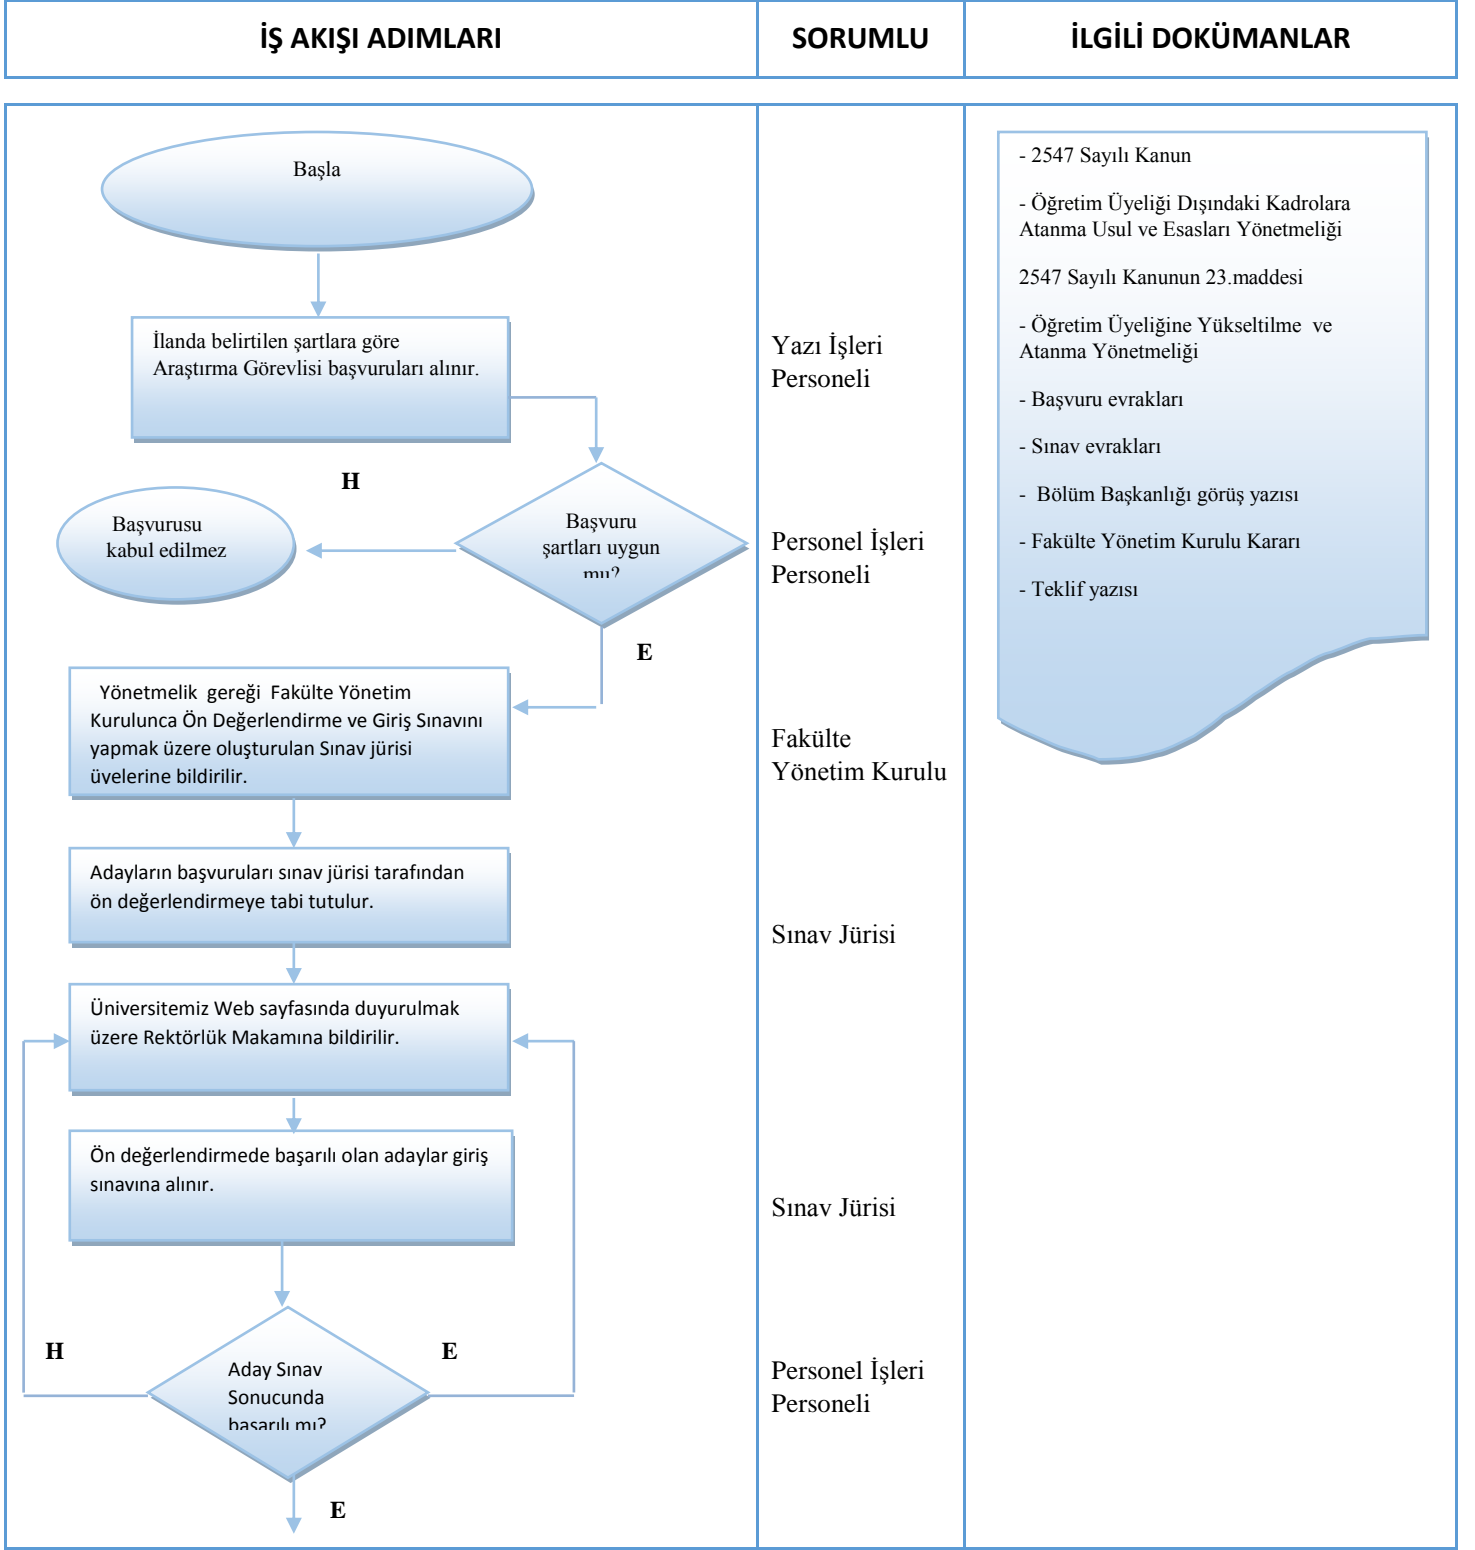 İŞ AKIŞI ADIMLARI
SORUMLU
İLGİLİ DOKÜMANLAR
Başla
İlanda belirtilen şartlara göre
Araştırma Görevlisi başvuruları alınır.
H
Başvurusu
kabul edilmez
Başvuru
şartları uygun
mu?
E
Yönetmelik gereği Fakülte Yönetim
Kurulunca Ön Değerlendirme ve Giriş Sınavını
yapmak üzere oluşturulan Sınav jürisi
üyelerine bildirilir.
Adayların başvuruları sınav jürisi tarafından
ön değerlendirmeye tabi tutulur.
Üniversitemiz Web sayfasında duyurulmak
üzere Rektörlük Makamına bildirilir.
Ön değerlendirmede başarılı olan adaylar giriş
sınavına alınır.
H
E
Aday Sınav
Sonucunda
başarılı mı?
E
Yazı İşleri
Personeli
Personel İşleri
Personeli
Fakülte
Yönetim Kurulu
Sınav Jürisi
Sınav Jürisi
Personel İşleri
Personeli
- 2547 Sayılı Kanun
- Öğretim Üyeliği Dışındaki Kadrolara
Atanma Usul ve Esasları Yönetmeliği
2547 Sayılı Kanunun 23.maddesi
- Öğretim Üyeliğine Yükseltilme ve
Atanma Yönetmeliği
- Başvuru evrakları
- Sınav evrakları
- Bölüm Başkanlığı görüş yazısı
- Fakülte Yönetim Kurulu Kararı
- Teklif yazısı